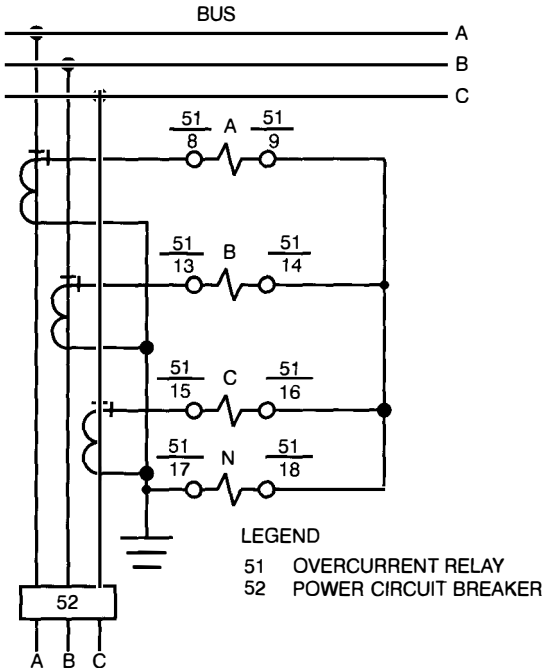 BUS
A
B
C
51 A 51
8 9
51 B 51
13 14
51 C 51
15 16
51 N 51
17 18
LEGEND
51 OVERCURRENT RELAY
52 POWER CIRCUIT BREAKER
52
A B C